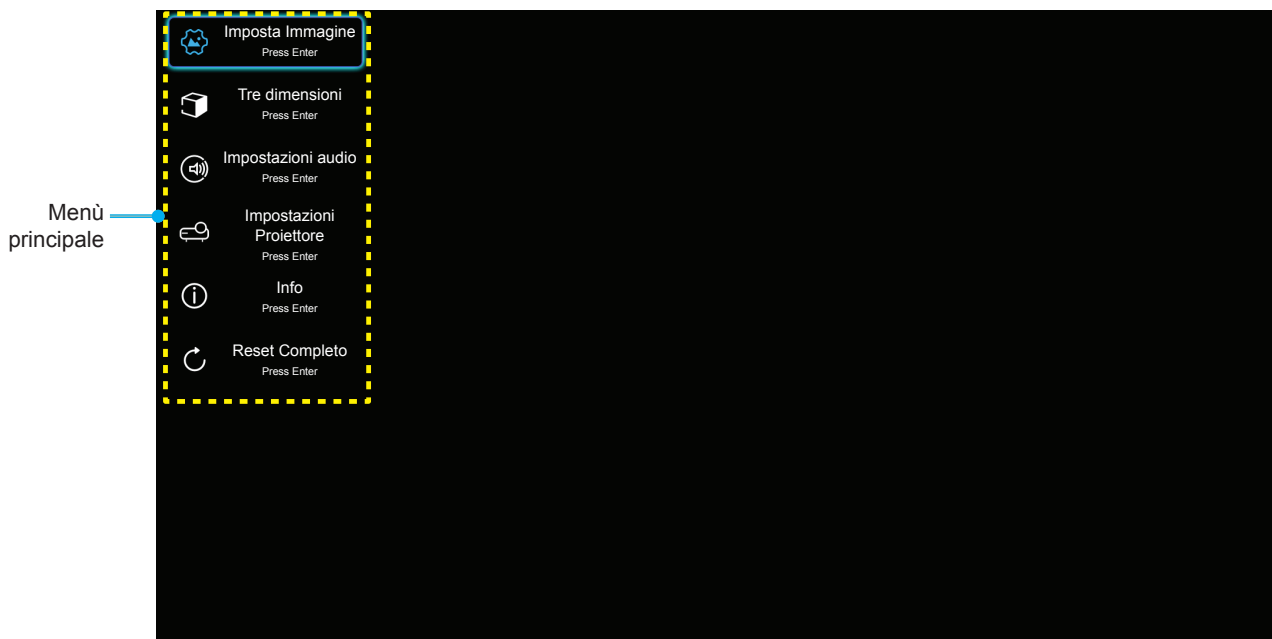 Imposta Immagine
Press Enter
Tre dimensioni
Press Enter
Impostazioni audio
Press Enter
Menù
principale
Impostazioni
Proiettore
Press Enter
Info
Press Enter
Reset Completo
Press Enter